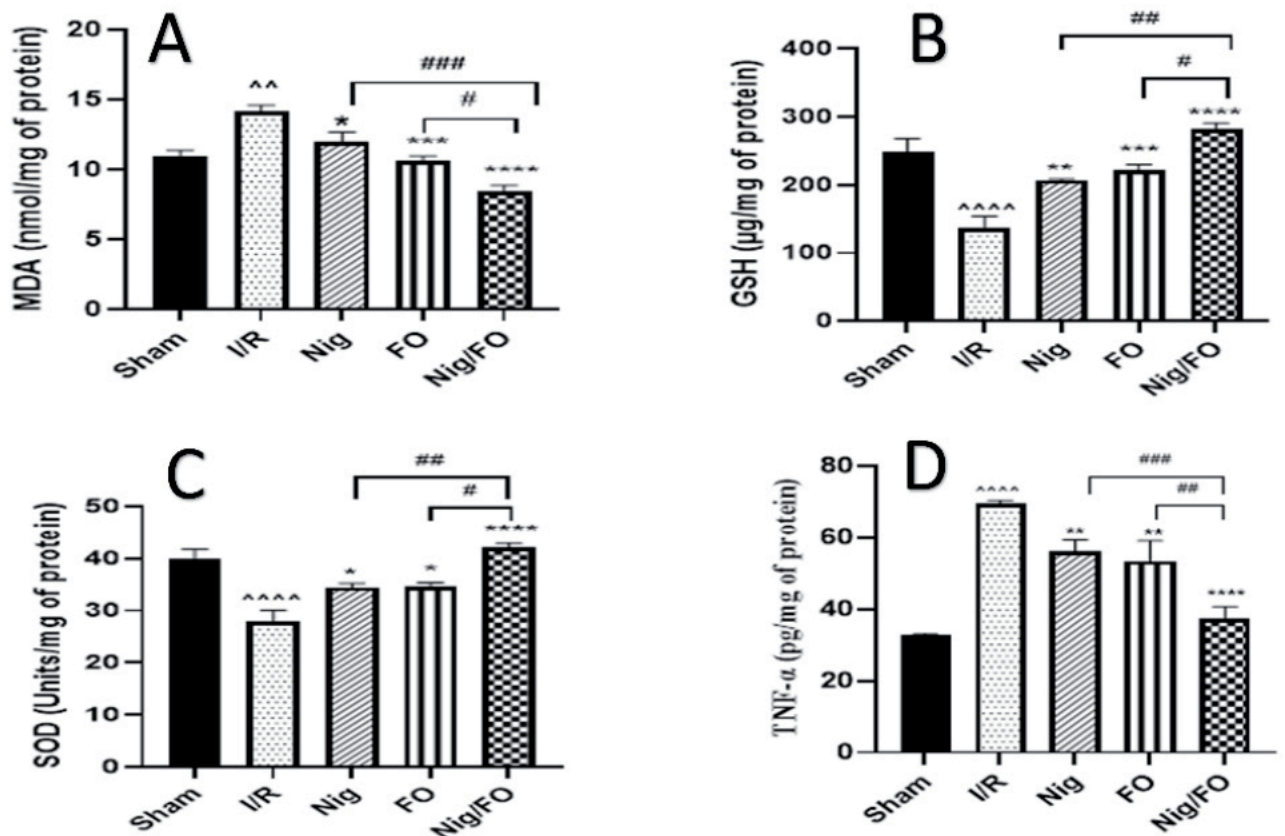 A
MDA (nmol/mg of protein)
20
15
10
5
0
^^
*
***
****
###
#
Sham
I/R
Nig
FO
Nig/FO
B
GSH (µg/mg of protein)
400
300
200
100
0
^^^^
**
***
****
##
#
Sham
I/R
Nig
FO
Nig/FO
C
SOD (Units/mg of protein)
50
40
30
20
10
0
^^^^
*
*
****
##
#
Sham
I/R
Nig
FO
Nig/FO
D
TNF-α (pg/mg of protein)
80
60
40
20
0
^^^^
**
**
****
###
##
Sham
I/R
Nig
FO
Nig/FO